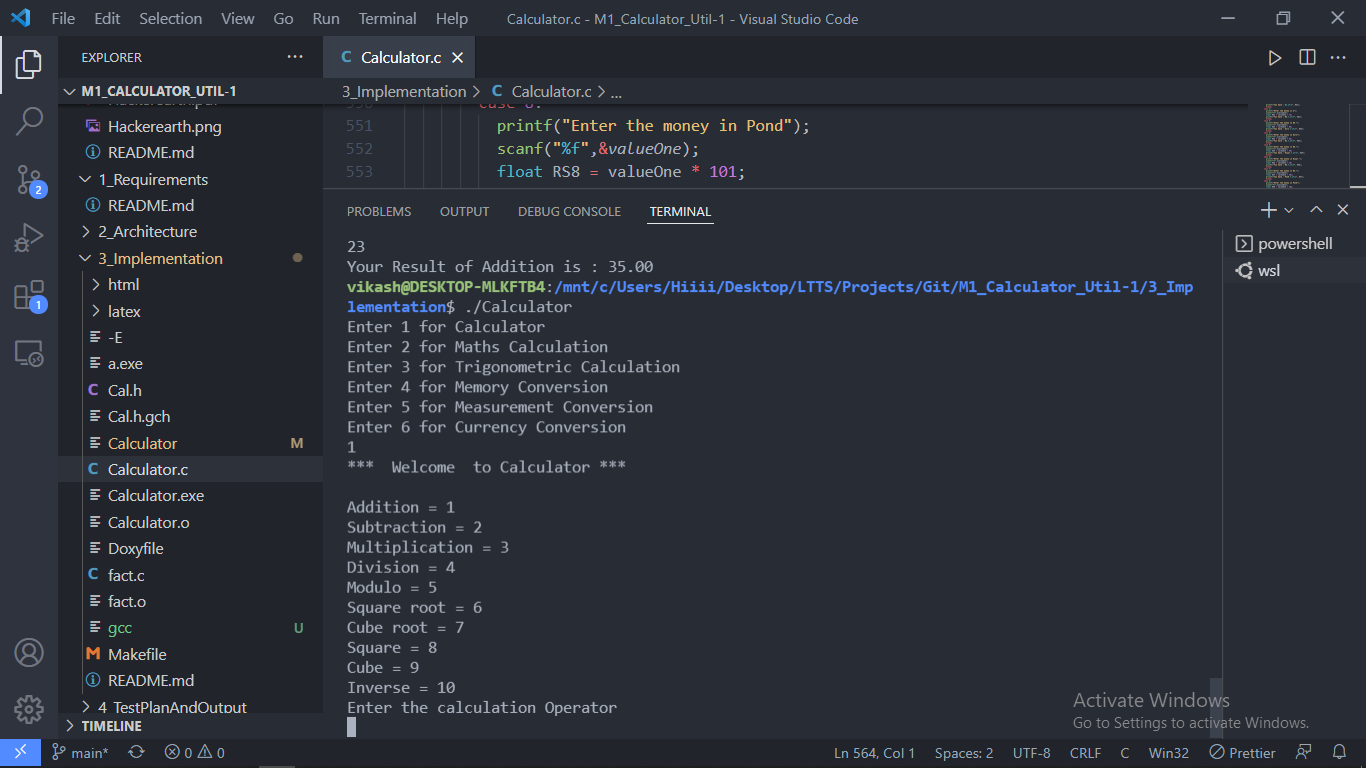 File Edit Selection View Go Run Terminal Help Calculator.c - M1_Calculator_Util-1 - Visual Studio Code
EXPLORER
M1_CALCULATOR_UTIL-1
Hackerearth.png
README.md
1_Requirements
README.md
2_Architecture
3_Implementation
html
latex
-E
a.exe
Cal.h
Cal.h.gch
Calculator M
Calculator.c
Calculator.exe
Calculator.o
Doxyfile
fact.c
fact.o
gcc U
Makefile
README.md
4_TestPlanAndOutput
TIMELINE
2
1
Calculator.c
3_Implementation > Calculator.c > ...
551 printf("Enter the money in Pond");
552 scanf("%f",&valueOne);
553 float RS8 = valueOne * 101;
PROBLEMS OUTPUT DEBUG CONSOLE TERMINAL
powershell
wsl
23
Your Result of Addition is : 35.00
vikash@DESKTOP-MLKFTB4:/mnt/c/Users/Hiiii/Desktop/LTTS/Projects/Git/M1_Calculator_Util-1/3_Imp
lementation$ ./Calculator
Enter 1 for Calculator
Enter 2 for Maths Calculation
Enter 3 for Trigonometric Calculation
Enter 4 for Memory Conversion
Enter 5 for Measurement Conversion
Enter 6 for Currency Conversion
1
*** Welcome to Calculator ***
Addition = 1
Subtraction = 2
Multiplication = 3
Division = 4
Modulo = 5
Square root = 6
Cube root = 7
Square = 8
Cube = 9
Inverse = 10
Enter the calculation Operator
Activate Windows
Go to Settings to activate Windows.
main* 0 0 Ln 564, Col 1 Spaces: 2 UTF-8 CRLF C Win32 Prettier